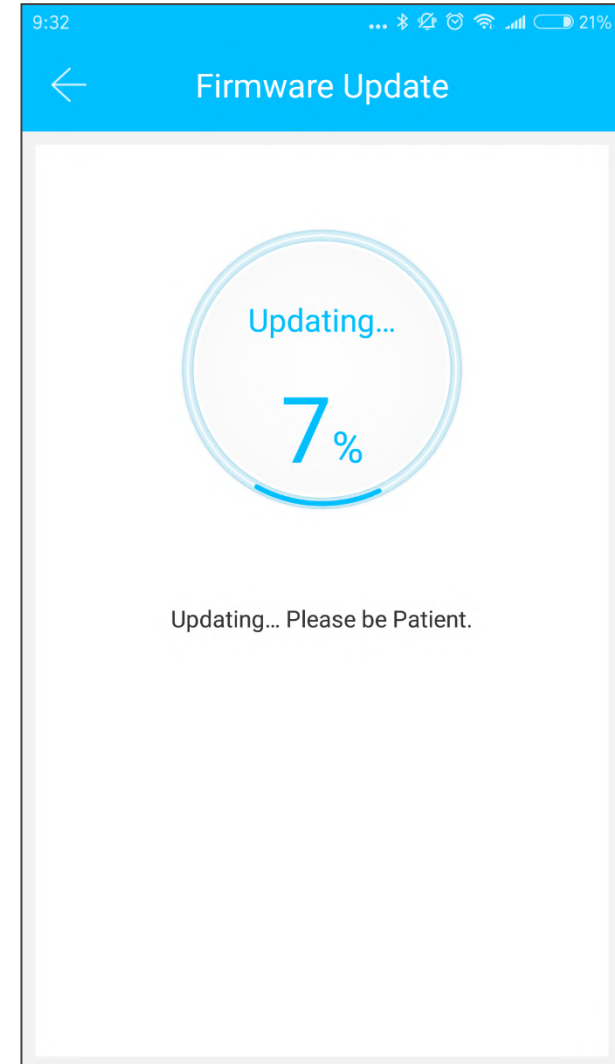 9:32 ... 21%
Firmware Update
Updating...
7%
Updating... Please be Patient.